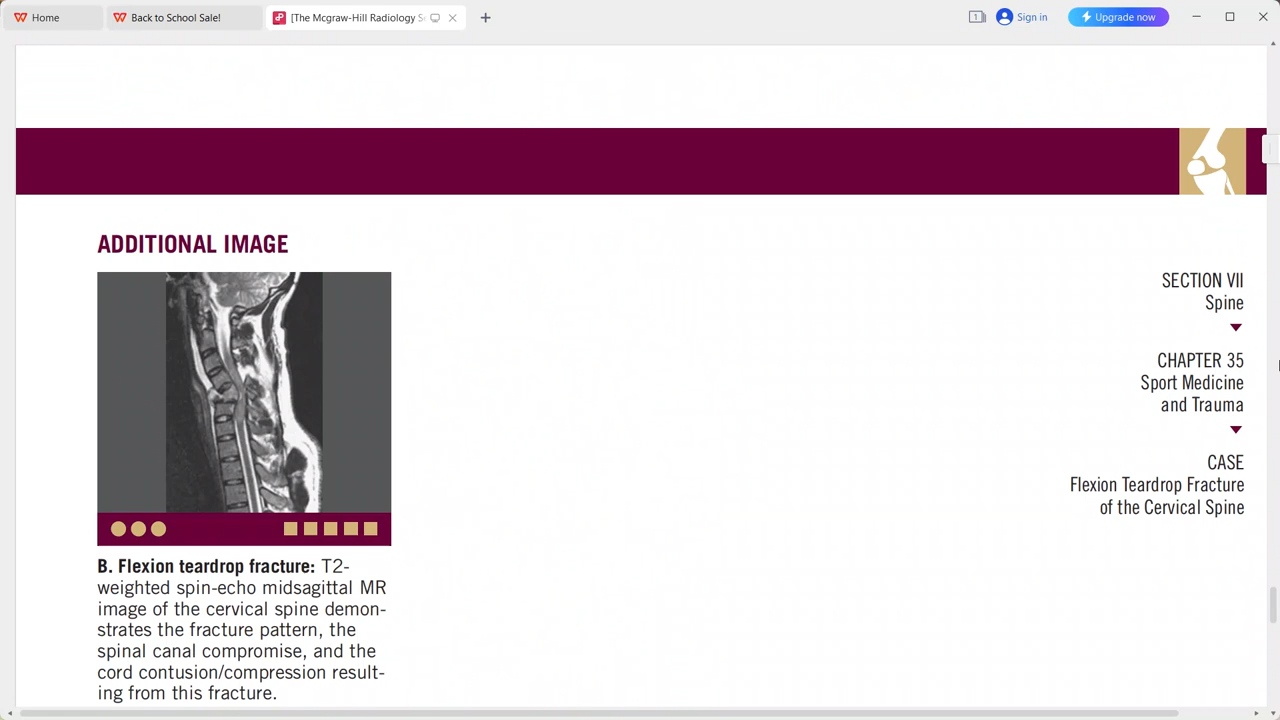 Home
Back to School Sale!
[The Mcgraw-Hill Radiology S
1
Sign in
Upgrade now
ADDITIONAL IMAGE
B. Flexion teardrop fracture: T2-
weighted spin-echo midsagittal MR
image of the cervical spine demon-
strates the fracture pattern, the
spinal canal compromise, and the
cord contusion/compression result-
ing from this fracture.
SECTION VII
Spine
CHAPTER 35
Sport Medicine
and Trauma
CASE
Flexion Teardrop Fracture
of the Cervical Spine